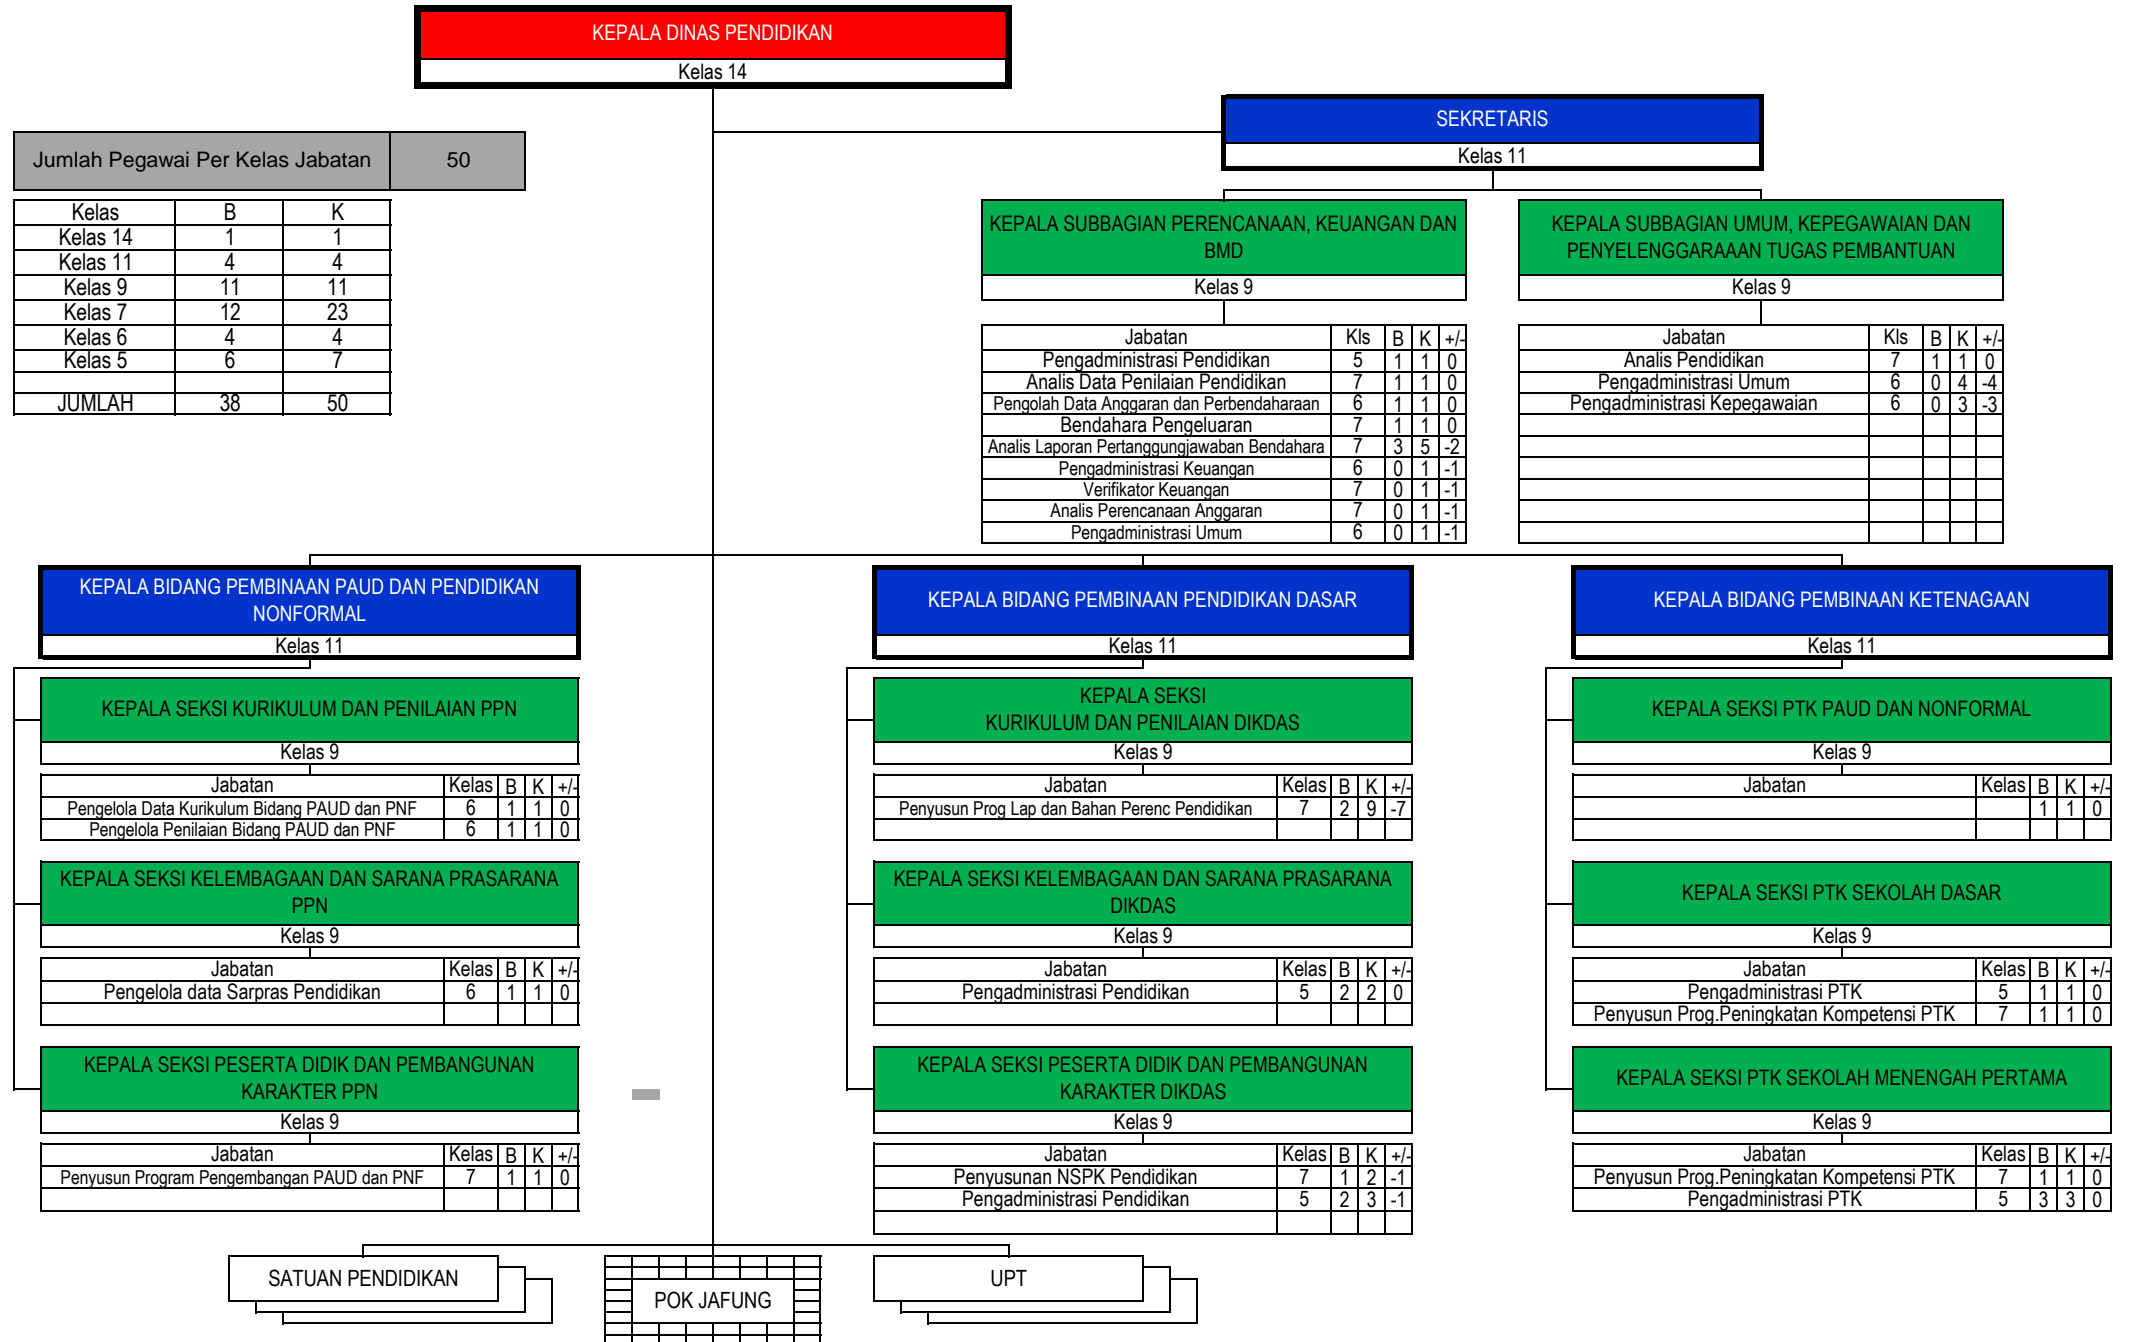 KEPALA DINAS PENDIDIKAN
Kelas 14
SEKRETARIS
Kelas 11
Jumlah Pegawai Per Kelas Jabatan 50
Kelas B K
Kelas 14 1 1
Kelas 11 4 4
Kelas 9 11 11
Kelas 7 12 23
Kelas 6 4 4
Kelas 5 6 7
JUMLAH 38 50
KEPALA SUBBAGIAN PERENCANAAN, KEUANGAN DAN
BMD
Kelas 9
Jabatan Kls B K +/-
Pengadministrasi Pendidikan 5 1 1 0
Analis Data Penilaian Pendidikan 7 1 1 0
Pengolah Data Anggaran dan Perbendaharaan 6 1 1 0
Bendahara Pengeluaran 7 1 1 0
Analis Laporan Pertanggungjawaban Bendahara 7 3 5 -2
Pengadministrasi Keuangan 6 0 1 -1
Verifikator Keuangan 7 0 1 -1
Analis Perencanaan Anggaran 7 0 1 -1
Pengadministrasi Umum 6 0 1 -1
KEPALA SUBBAGIAN UMUM, KEPEGAWAIAN DAN
PENYELENGGARAAAN TUGAS PEMBANTUAN
Kelas 9
Jabatan Kls B K +/-
Analis Pendidikan 7 1 1 0
Pengadministrasi Umum 6 0 4 -4
Pengadministrasi Kepegawaian 6 0 3 -3
KEPALA BIDANG PEMBINAAN PAUD DAN PENDIDIKAN
NONFORMAL
Kelas 11
KEPALA SEKSI KURIKULUM DAN PENILAIAN PPN
Kelas 9
Jabatan Kelas B K +/-
Pengelola Data Kurikulum Bidang PAUD dan PNF 6 1 1 0
Pengelola Penilaian Bidang PAUD dan PNF 6 1 1 0
KEPALA SEKSI KELEMBAGAAN DAN SARANA PRASARANA
PPN
Kelas 9
Jabatan Kelas B K +/-
Pengelola data Sarpras Pendidikan 6 1 1 0
KEPALA SEKSI PESERTA DIDIK DAN PEMBANGUNAN
KARAKTER PPN
Kelas 9
Jabatan Kelas B K +/-
Penyusun Program Pengembangan PAUD dan PNF 7 1 1 0
KEPALA BIDANG PEMBINAAN PENDIDIKAN DASAR
Kelas 11
KEPALA SEKSI
KURIKULUM DAN PENILAIAN DIKDAS
Kelas 9
Jabatan Kelas B K +/-
Penyusun Prog Lap dan Bahan Perenc Pendidikan 7 2 9 -7
KEPALA SEKSI KELEMBAGAAN DAN SARANA PRASARANA
DIKDAS
Kelas 9
Jabatan Kelas B K +/-
Pengadministrasi Pendidikan 5 2 2 0
KEPALA SEKSI PESERTA DIDIK DAN PEMBANGUNAN
KARAKTER DIKDAS
Kelas 9
Jabatan Kelas B K +/-
Penyusunan NSPK Pendidikan 7 1 2 -1
Pengadministrasi Pendidikan 5 2 3 -1
KEPALA BIDANG PEMBINAAN KETENAGAAN
Kelas 11
KEPALA SEKSI PTK PAUD DAN NONFORMAL
Kelas 9
Jabatan Kelas B K +/-
1 1 0
KEPALA SEKSI PTK SEKOLAH DASAR
Kelas 9
Jabatan Kelas B K +/-
Pengadministrasi PTK 5 1 1 0
Penyusun Prog.Peningkatan Kompetensi PTK 7 1 1 0
KEPALA SEKSI PTK SEKOLAH MENENGAH PERTAMA
Kelas 9
Jabatan Kelas B K +/-
Penyusun Prog.Peningkatan Kompetensi PTK 7 1 1 0
Pengadministrasi PTK 5 3 3 0
SATUAN PENDIDIKAN
POK JAFUNG
UPT